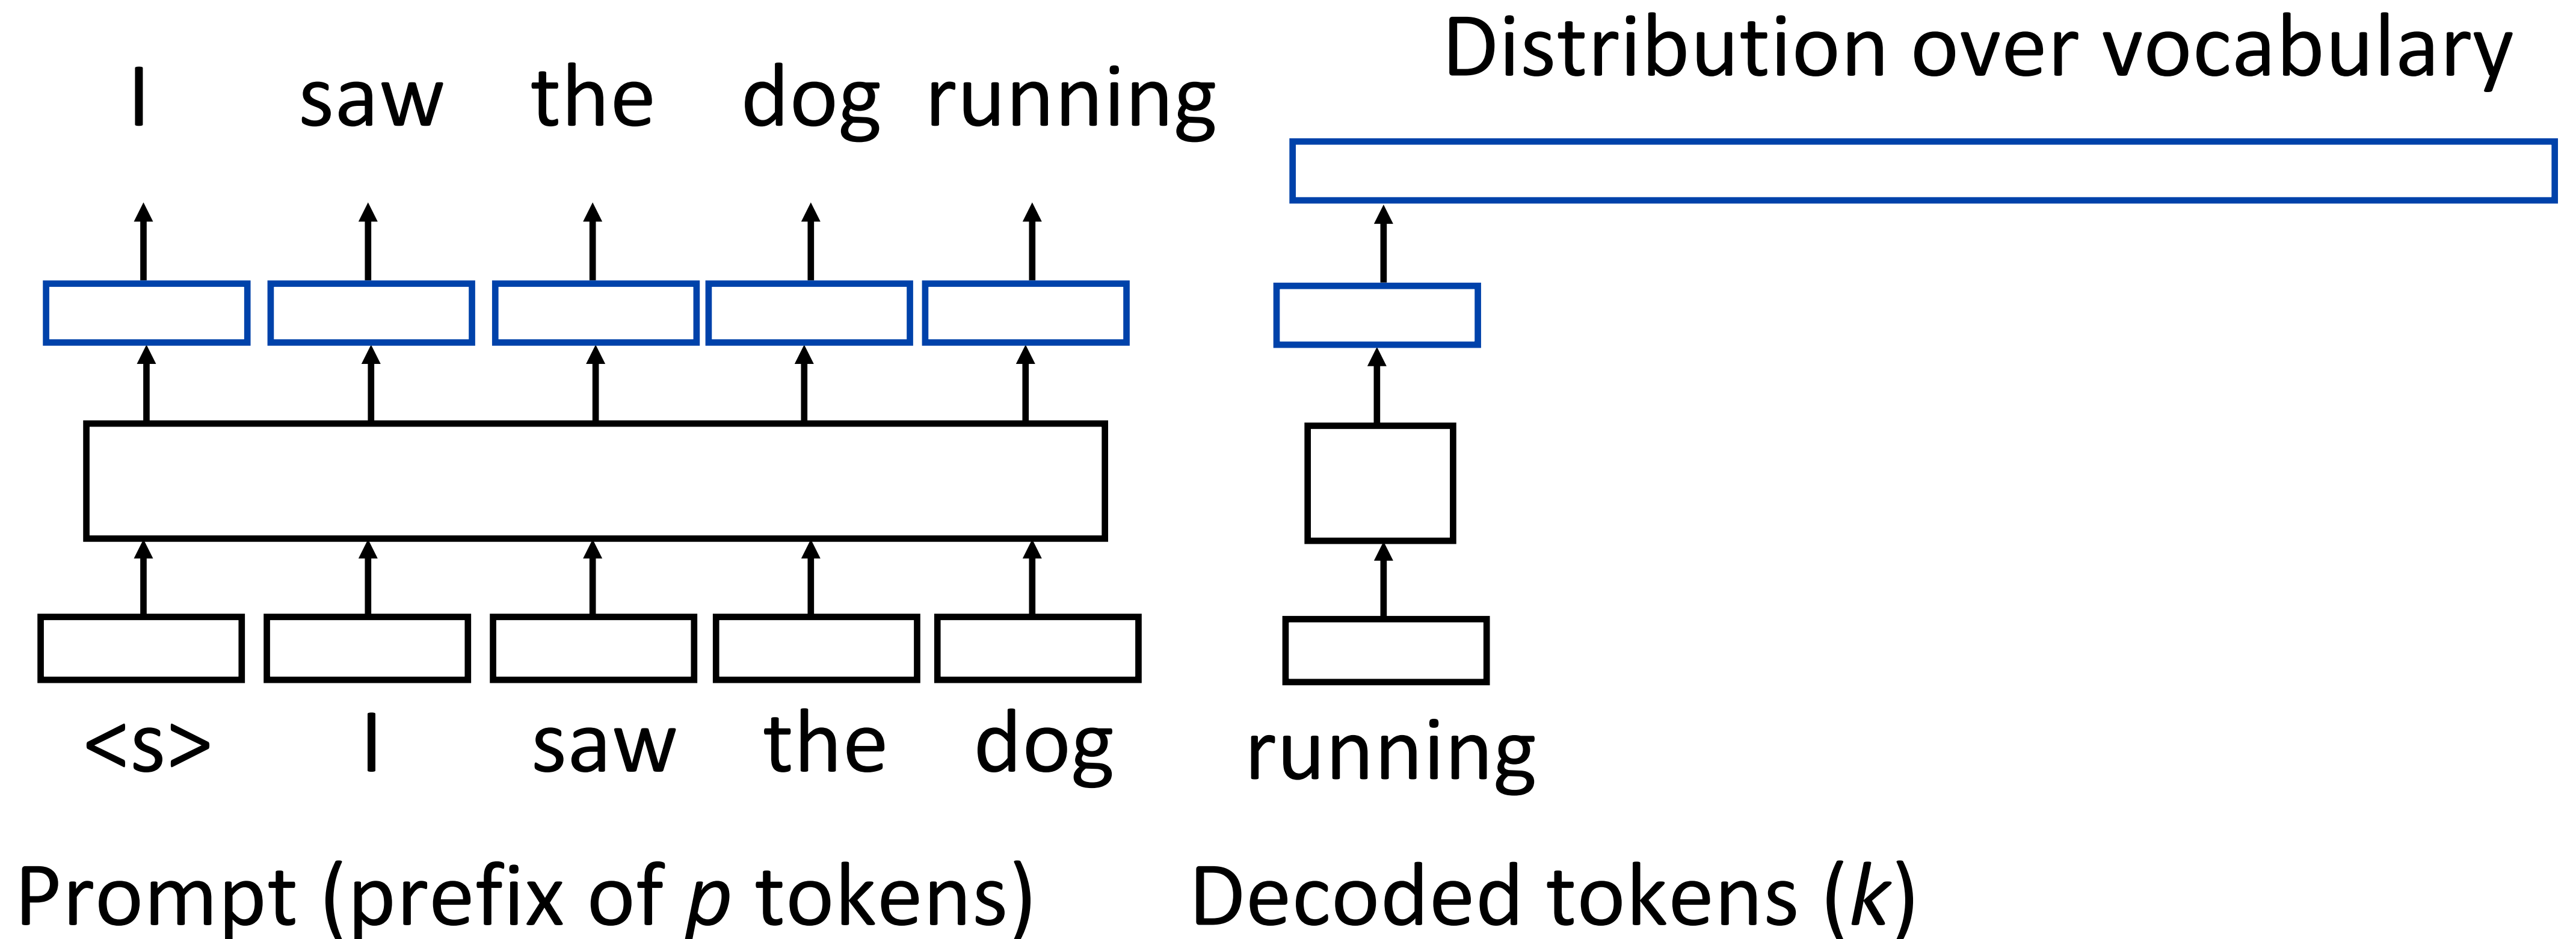 Distribution over vocabulary
I saw the dog running
<s> I saw the dog running
Prompt (prefix of p tokens) Decoded tokens (k)